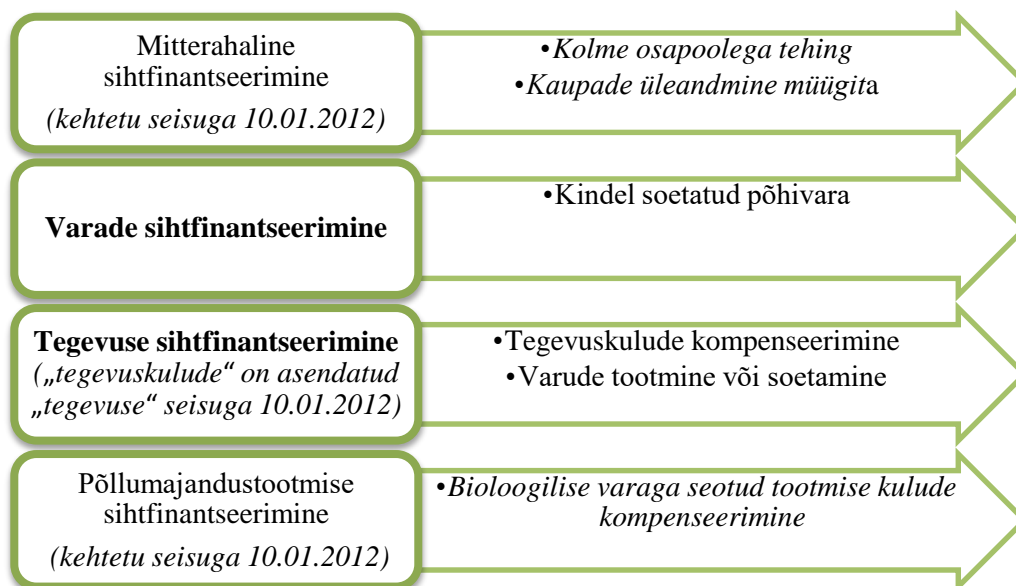 Mitterahaline
sihtfinantseerimine
(kehtetu seisuga 10.01.2012)
•Kolme osapoolega tehing
•Kaupade üleandmine müügita
Varade sihtfinantseerimine
•Kindel soetatud põhivara
Tegevuse sihtfinantseerimine
(„tegevuskulude“ on asendatud
„tegevuse“ seisuga 10.01.2012)
•Tegevuskulude kompenseerimine
•Varude tootmine või soetamine
Põllumajandustootmise
sihtfinantseerimine
(kehtetu seisuga 10.01.2012)
•Bioloogilise varaga seotud tootmise kulude
kompenseerimine